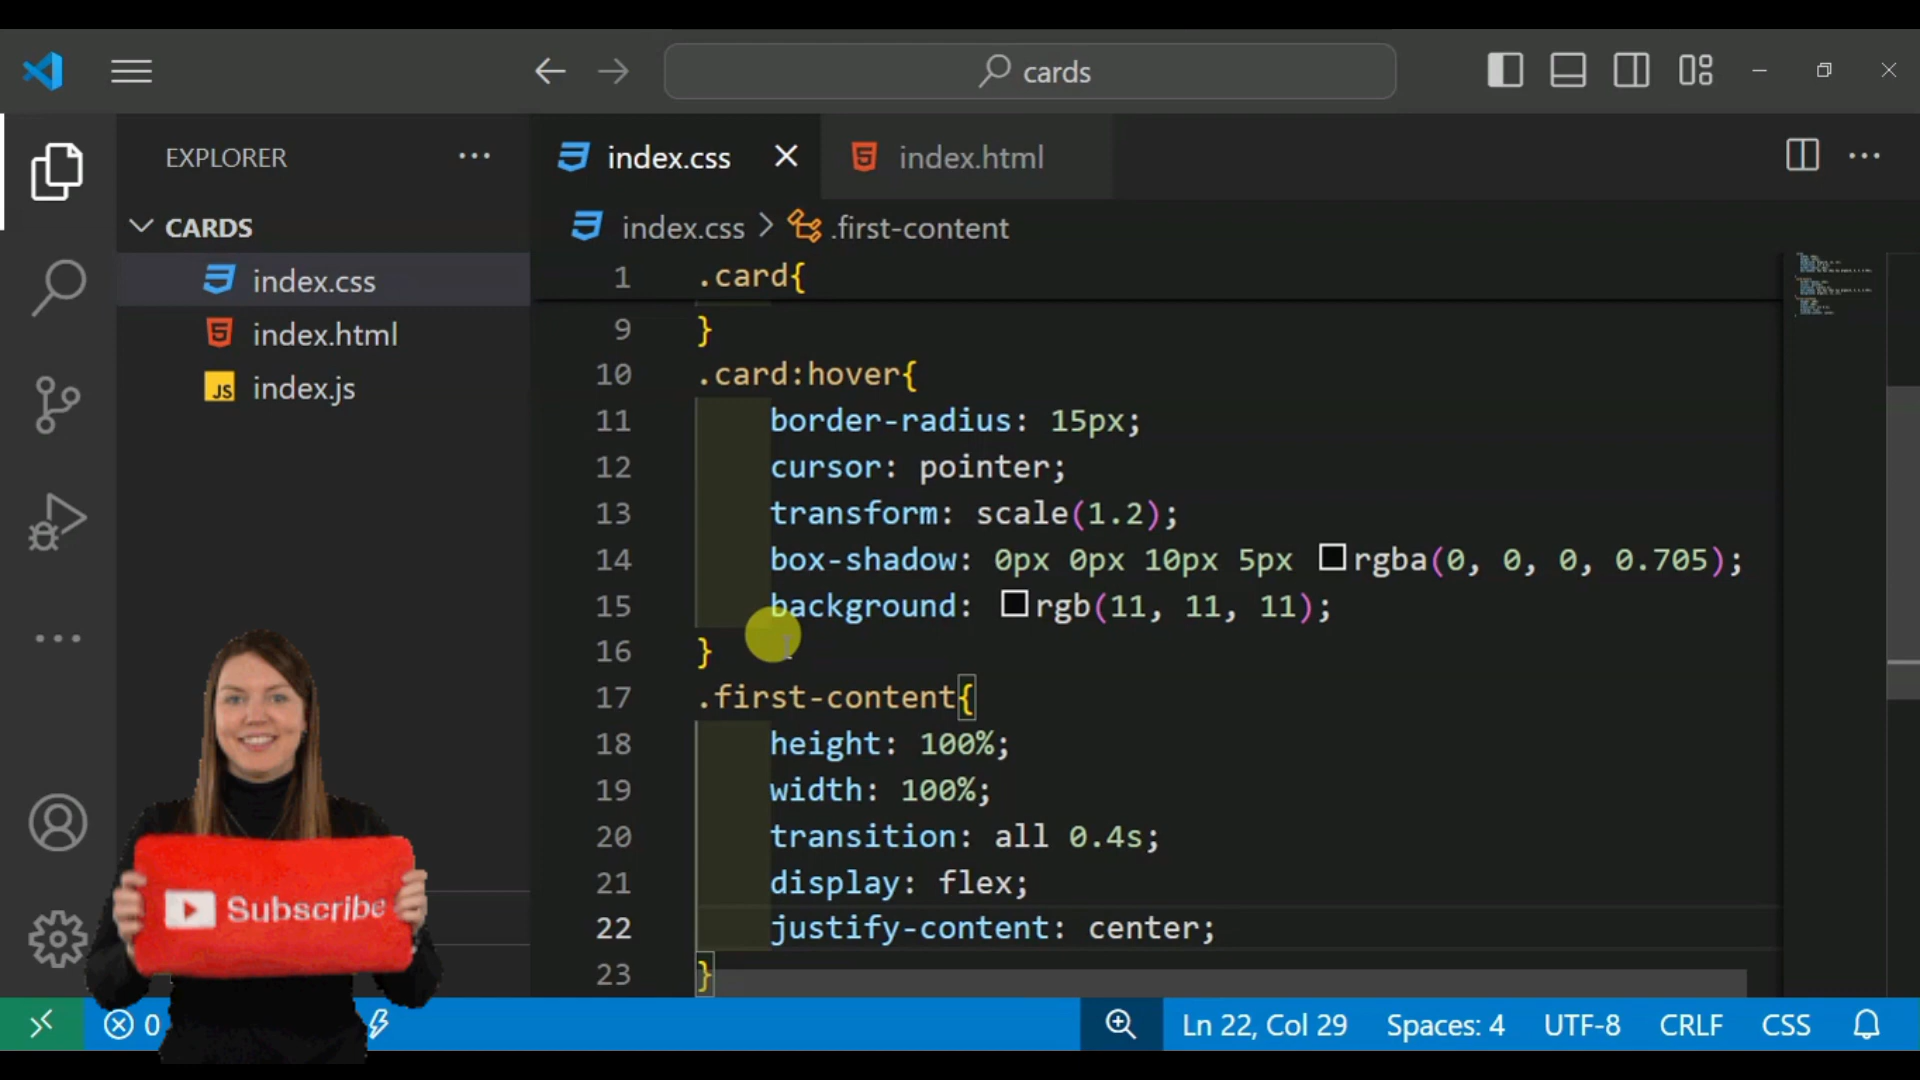 cards
EXPLORER
index.css
index.html
CARDS
index.css > .first-content
index.css
index.html
JS index.js
1 .card{
9 }
10 .card:hover{
11 border-radius: 15px;
12 cursor: pointer;
13 transform: scale(1.2);
14 box-shadow: 0px 0px 10px 5px rgba(0, 0, 0, 0.705);
15 background: rgb(11, 11, 11);
16 }
17 .first-content{
18 height: 100%;
19 width: 100%;
20 transition: all 0.4s;
21 display: flex;
22 justify-content: center;
23 }
Subscribe
0
Ln 22, Col 29
Spaces: 4
UTF-8
CRLF
CSS